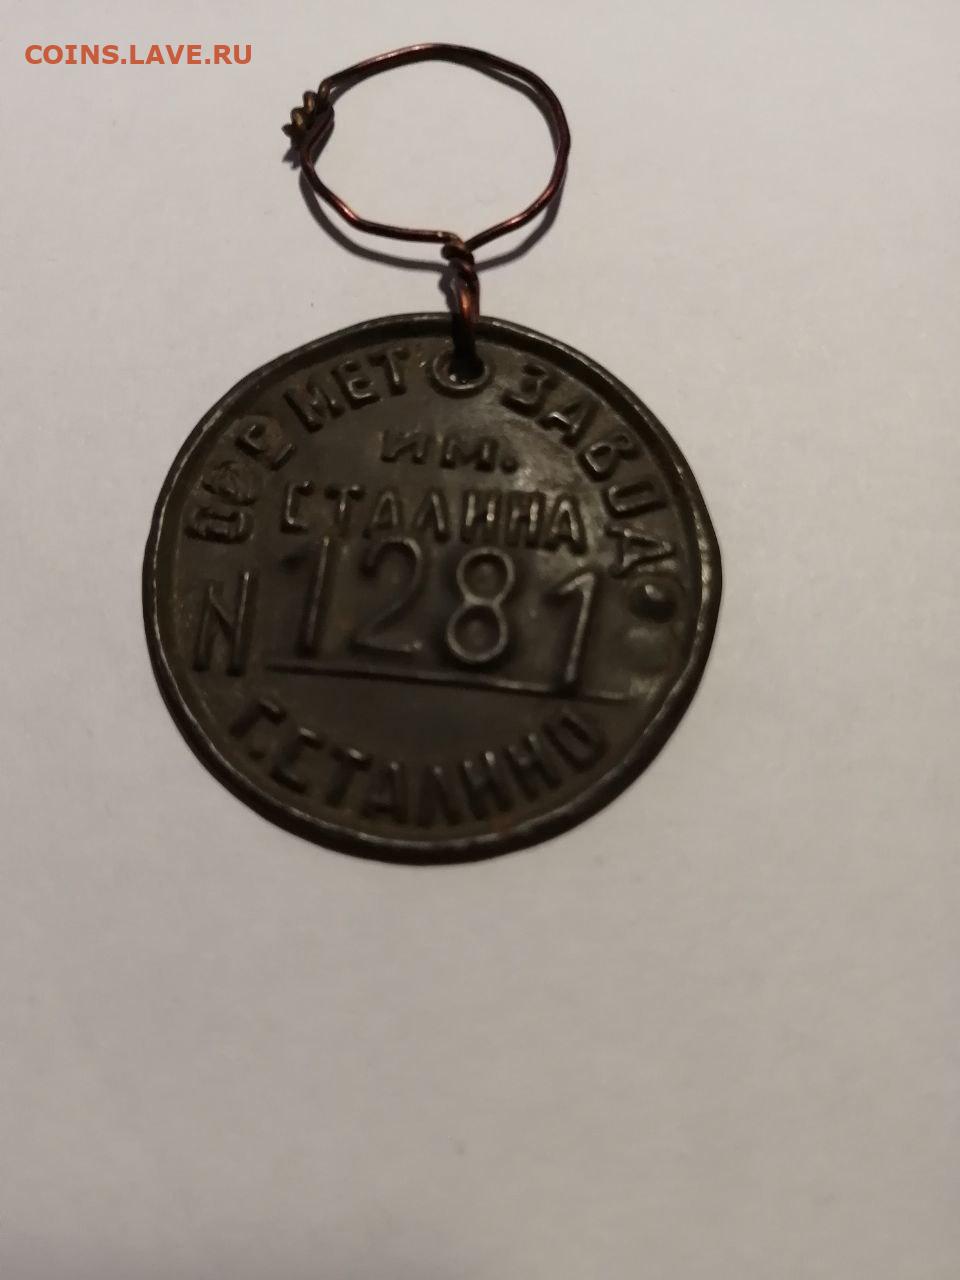 COINS.LAVE.RU
МЕТ ЗАВОД
ИМ.
СТАЛИНА
N 1281
Г.СТАЛИНО